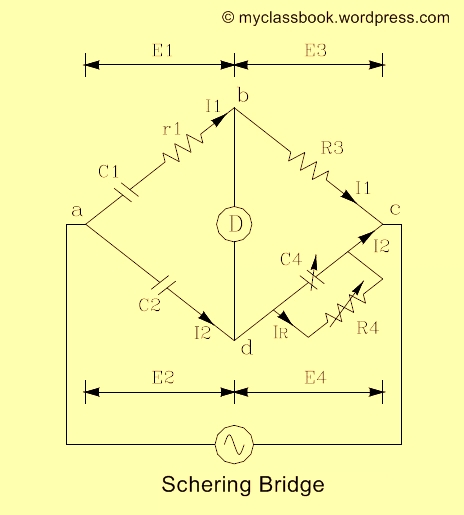 © myclassbook.wordpress.com
E1 E3
b
I1
r1
R3
C1
I1
a
c
D
I2
C4
C2
I2
IR
R4
d
E2 E4
Schering Bridge